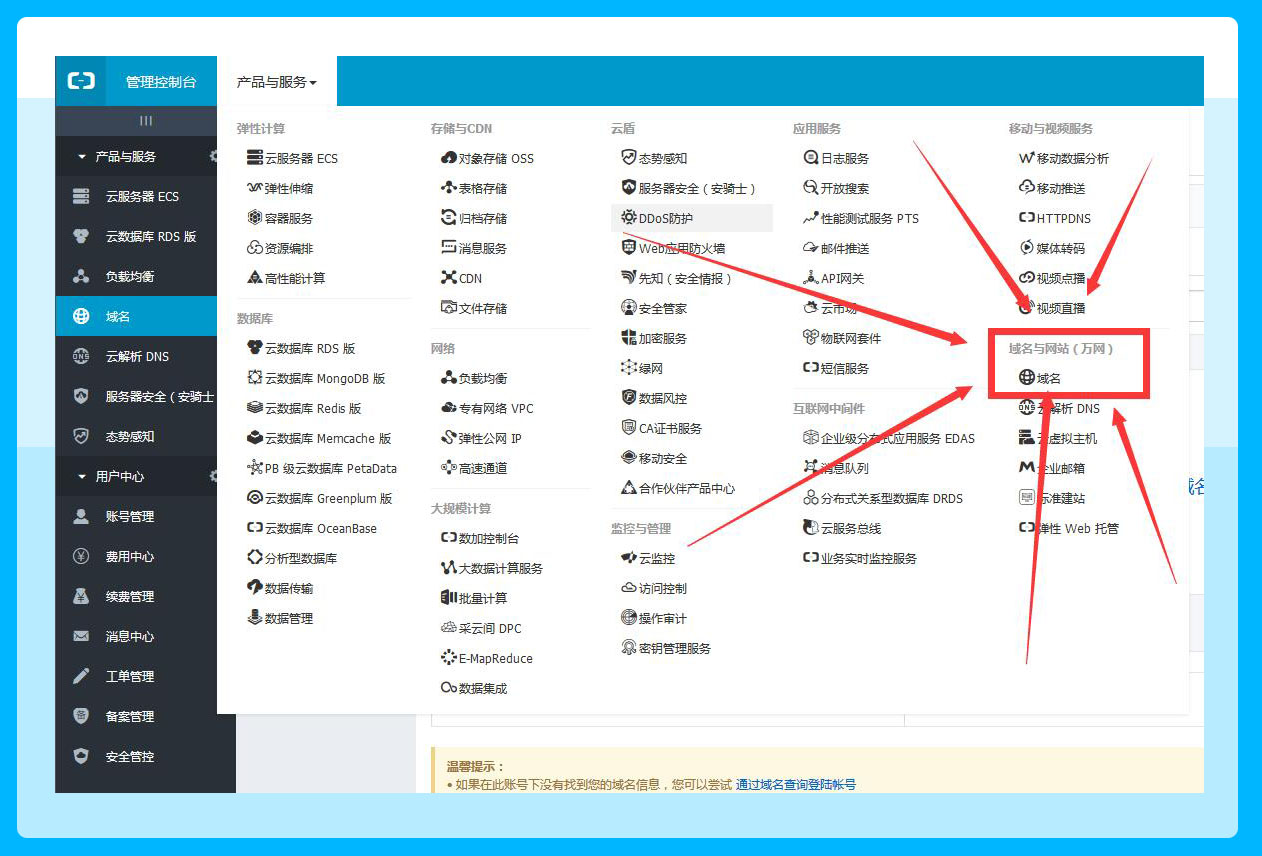 管理控制台
产品与服务
产品与服务
云服务器 ECS
云数据库 RDS 版
负载均衡
域名
云解析 DNS
服务器安全（安骑士
态势感知
用户中心
账号管理
费用中心
续费管理
消息中心
工单管理
备案管理
安全管控
弹性计算
云服务器 ECS
弹性伸缩
容器服务
资源编排
高性能计算
数据库
云数据库 RDS 版
云数据库 MongoDB 版
云数据库 Redis 版
云数据库 Memcache 版
PB 级云数据库 PetaData
云数据库 Greenplum 版
云数据库 OceanBase
分析型数据库
数据传输
数据管理
存储与CDN
对象存储 OSS
表格存储
归档存储
消息服务
CDN
文件存储
网络
负载均衡
专有网络 VPC
弹性公网 IP
高速通道
大规模计算
数加控制台
大数据计算服务
批量计算
采云间 DPC
E-MapReduce
数据集成
云盾
态势感知
服务器安全（安骑士）
DDoS防护
Web应用防火墙
先知（安全情报）
安全管家
加密服务
绿网
数据风控
CA证书服务
移动安全
合作伙伴产品中心
监控与管理
云监控
访问控制
操作审计
密钥管理服务
应用服务
日志服务
开放搜索
性能测试服务 PTS
邮件推送
API网关
云市场
物联网套件
短信服务
互联网中间件
企业级分布式应用服务 EDAS
消息队列
分布式关系型数据库 DRDS
云服务总线
业务实时监控服务
移动与视频服务
移动数据分析
移动推送
HTTPDNS
媒体转码
视频点播
视频直播
域名与网站（万网）
域名
云解析 DNS
云虚拟主机
企业邮箱
标准建站
弹性 Web 托管
域名
温馨提示：
• 如果在此账号下没有找到您的域名信息，您可以尝试 通过域名查询登陆帐号